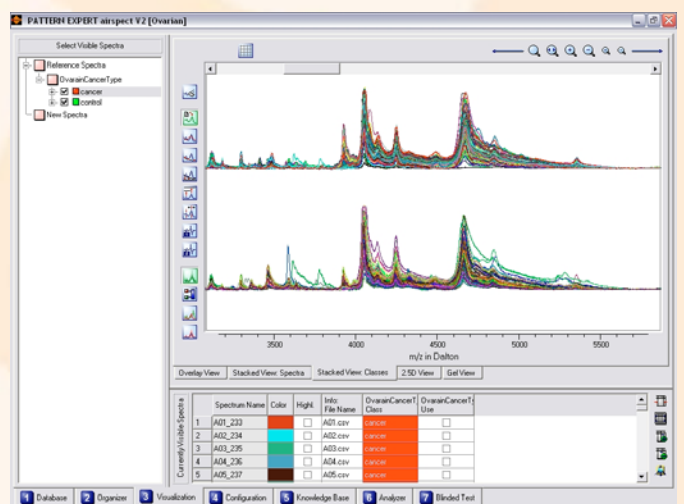 PATTERN EXPERT airspect V2 [Ovarian]
Select Visible Spectra
Reference Spectra
OvarainCancerType
cancer
control
New Spectra
3500 4000 4500 5000 5500
m/z in Dalton
Overlay View Stacked View: Spectra Stacked View: Classes 2.5D View Gel View
Currently Visible Spectra
Spectrum Name Color Highl. Info: File Name OvarainCancerT Class OvarainCancerTy Use
1 A01_233 A01.csv cancer
2 A02_234 A02.csv cancer
3 A03_235 A03.csv cancer
4 A04_236 A04.csv cancer
5 A05_237 A05.csv cancer
1 Database 2 Organizer 3 Visualization 4 Configuration 5 Knowledge Base 6 Analyzer 7 Blinded Test